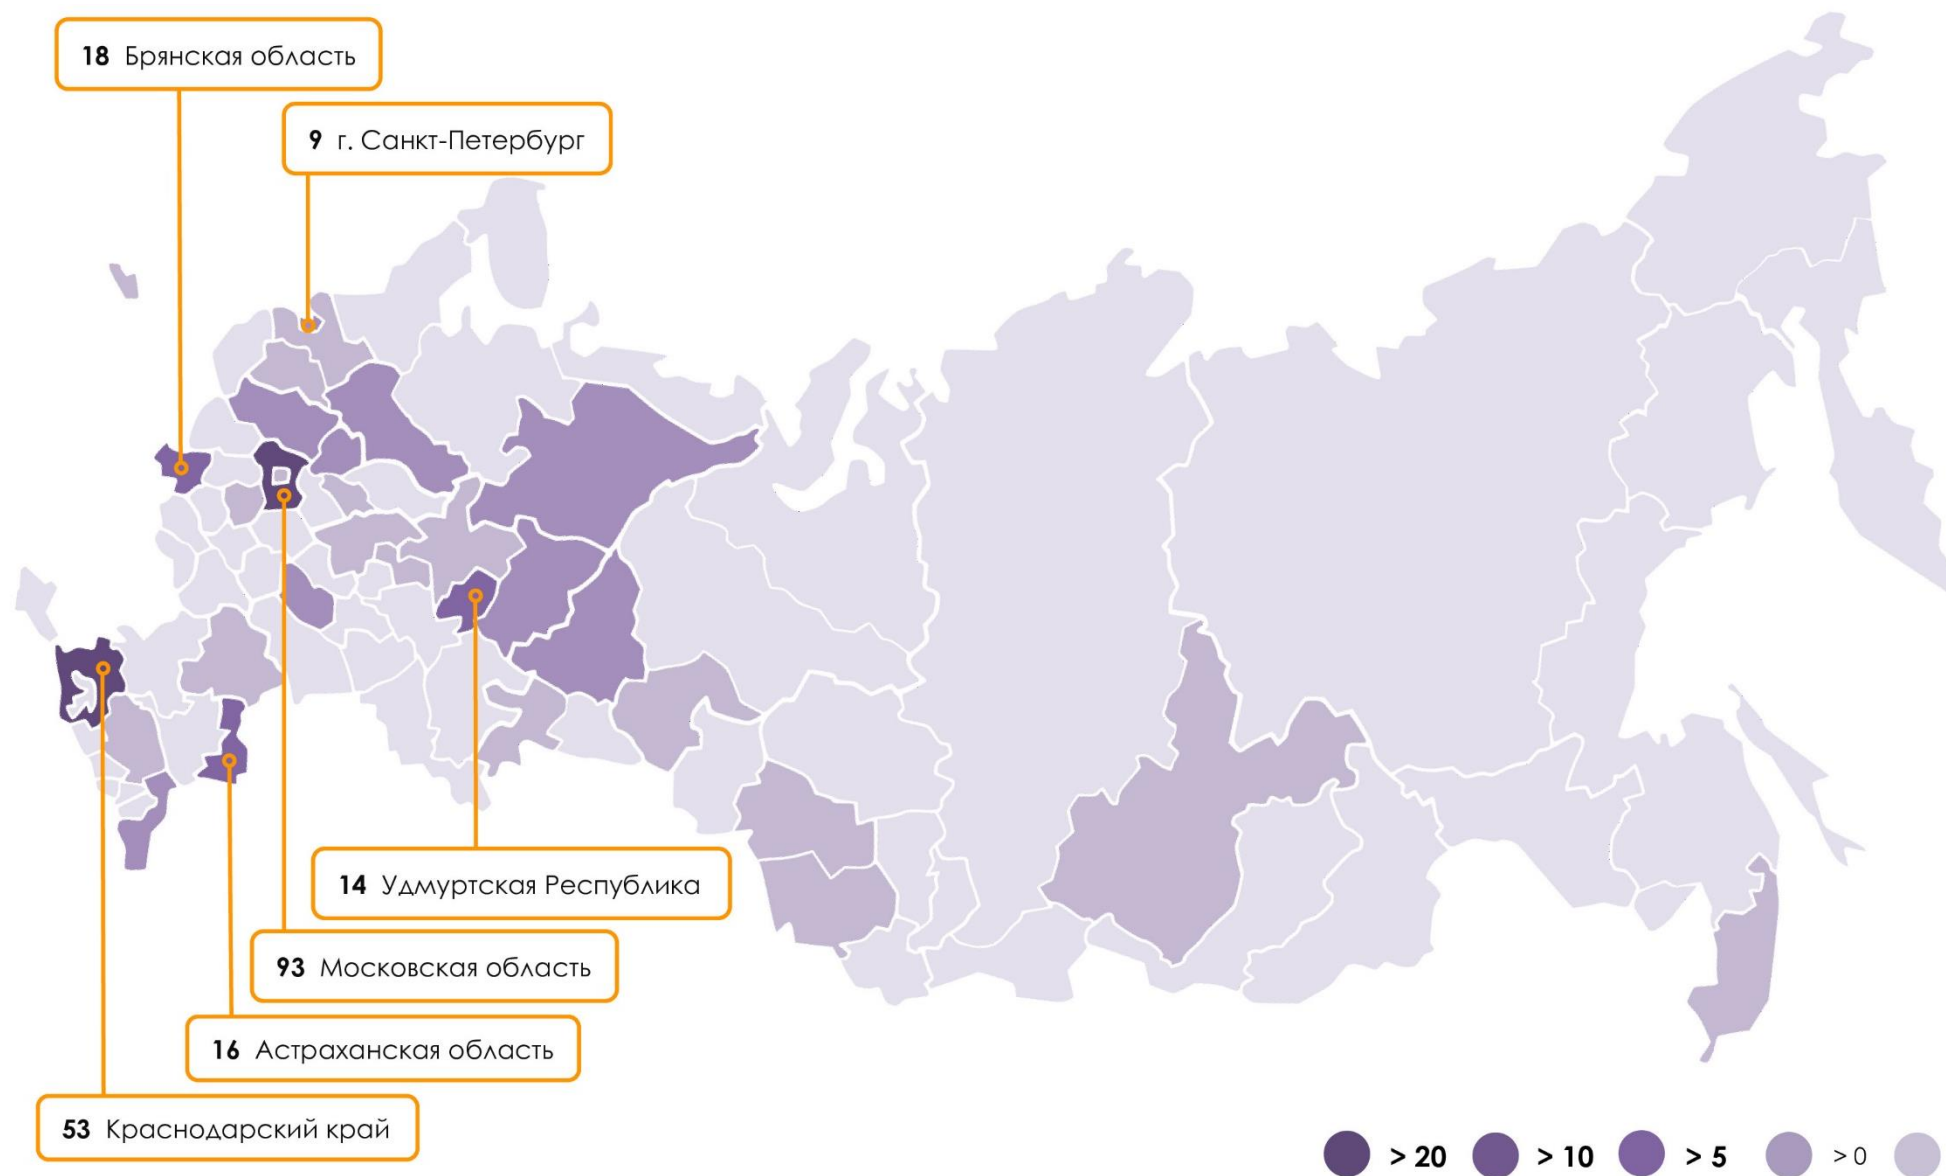 18 Брянская область
9 г. Санкт-Петербург
14 Удмуртская Республика
93 Московская область
16 Астраханская область
53 Краснодарский край
> 20 > 10 > 5 > 0